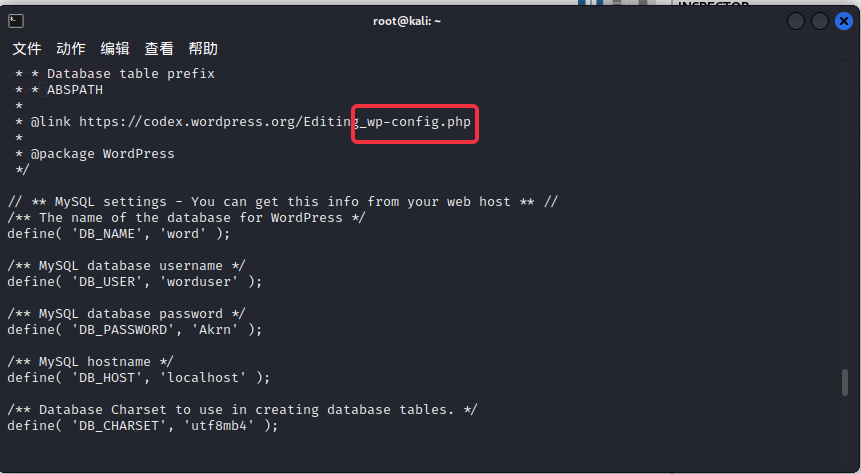 INSPECTOR
root@kali: ~
文件 动作 编辑 查看 帮助
* * Database table prefix
* * ABSPATH
*
* @link https://codex.wordpress.org/Editing_wp-config.php
*
* @package WordPress
*/
// ** MySQL settings - You can get this info from your web host ** //
/** The name of the database for WordPress */
define( 'DB_NAME', 'word' );
/** MySQL database username */
define( 'DB_USER', 'worduser' );
/** MySQL database password */
define( 'DB_PASSWORD', 'Akrn' );
/** MySQL hostname */
define( 'DB_HOST', 'localhost' );
/** Database Charset to use in creating database tables. */
define( 'DB_CHARSET', 'utf8mb4' );